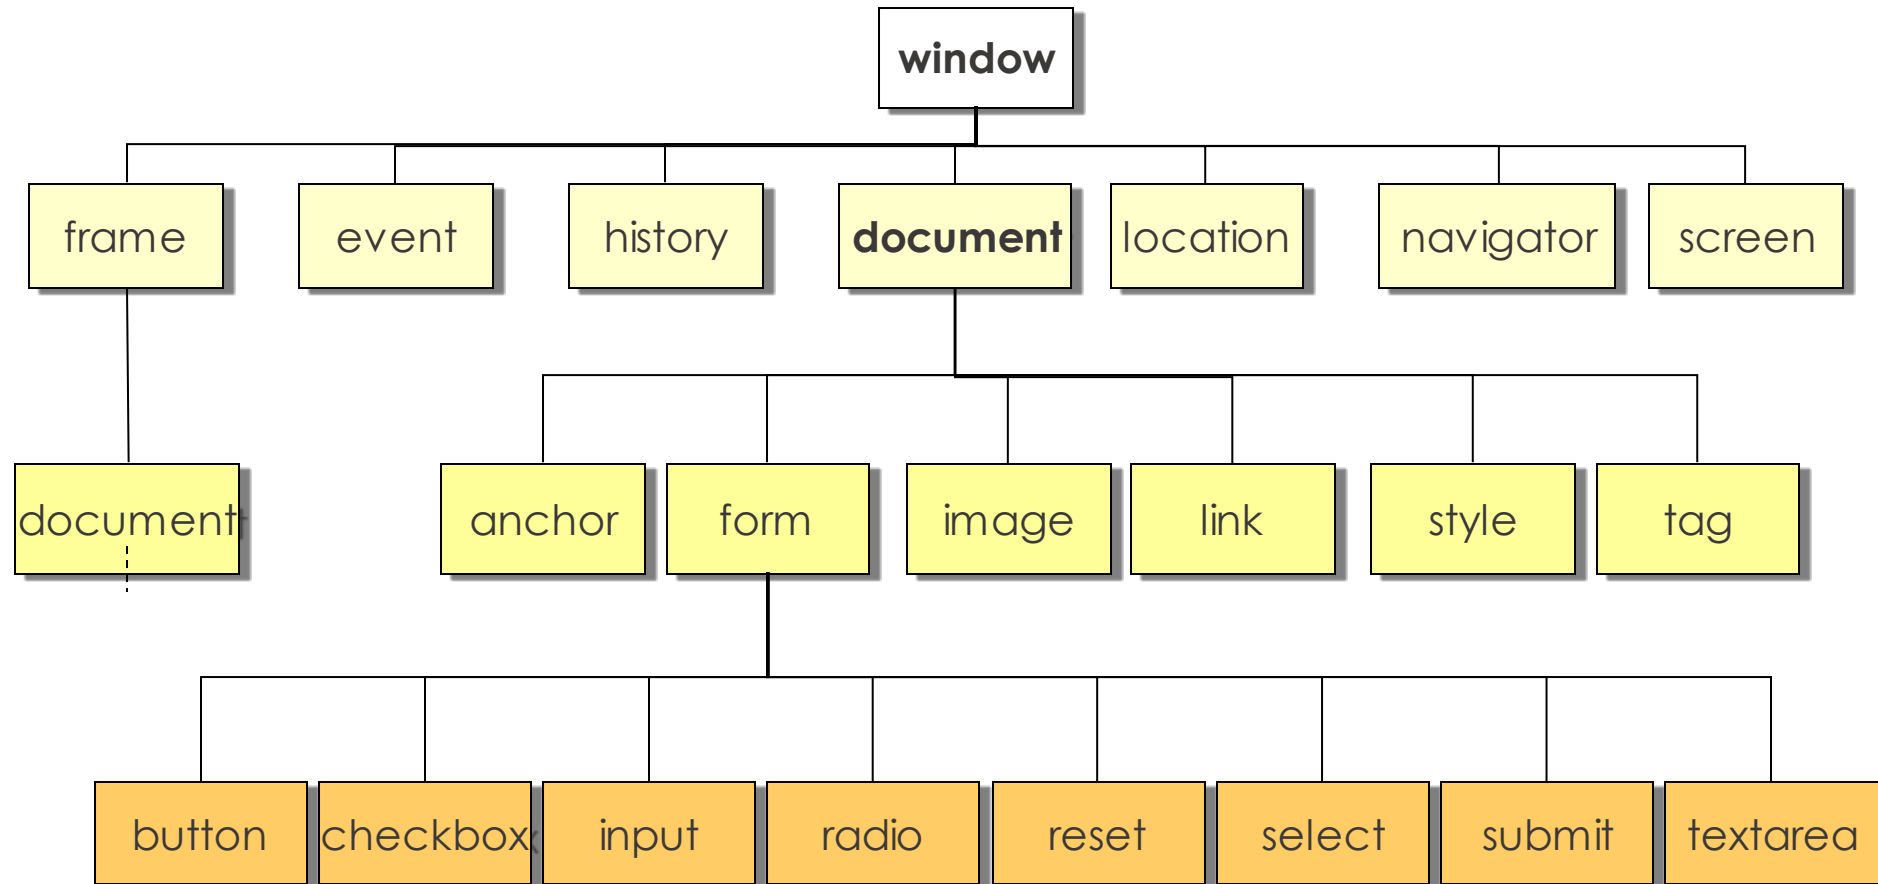 window
frame
event
history
document
location
navigator
screen
document
anchor
form
image
link
style
tag
button
checkbox
input
radio
reset
select
submit
textarea